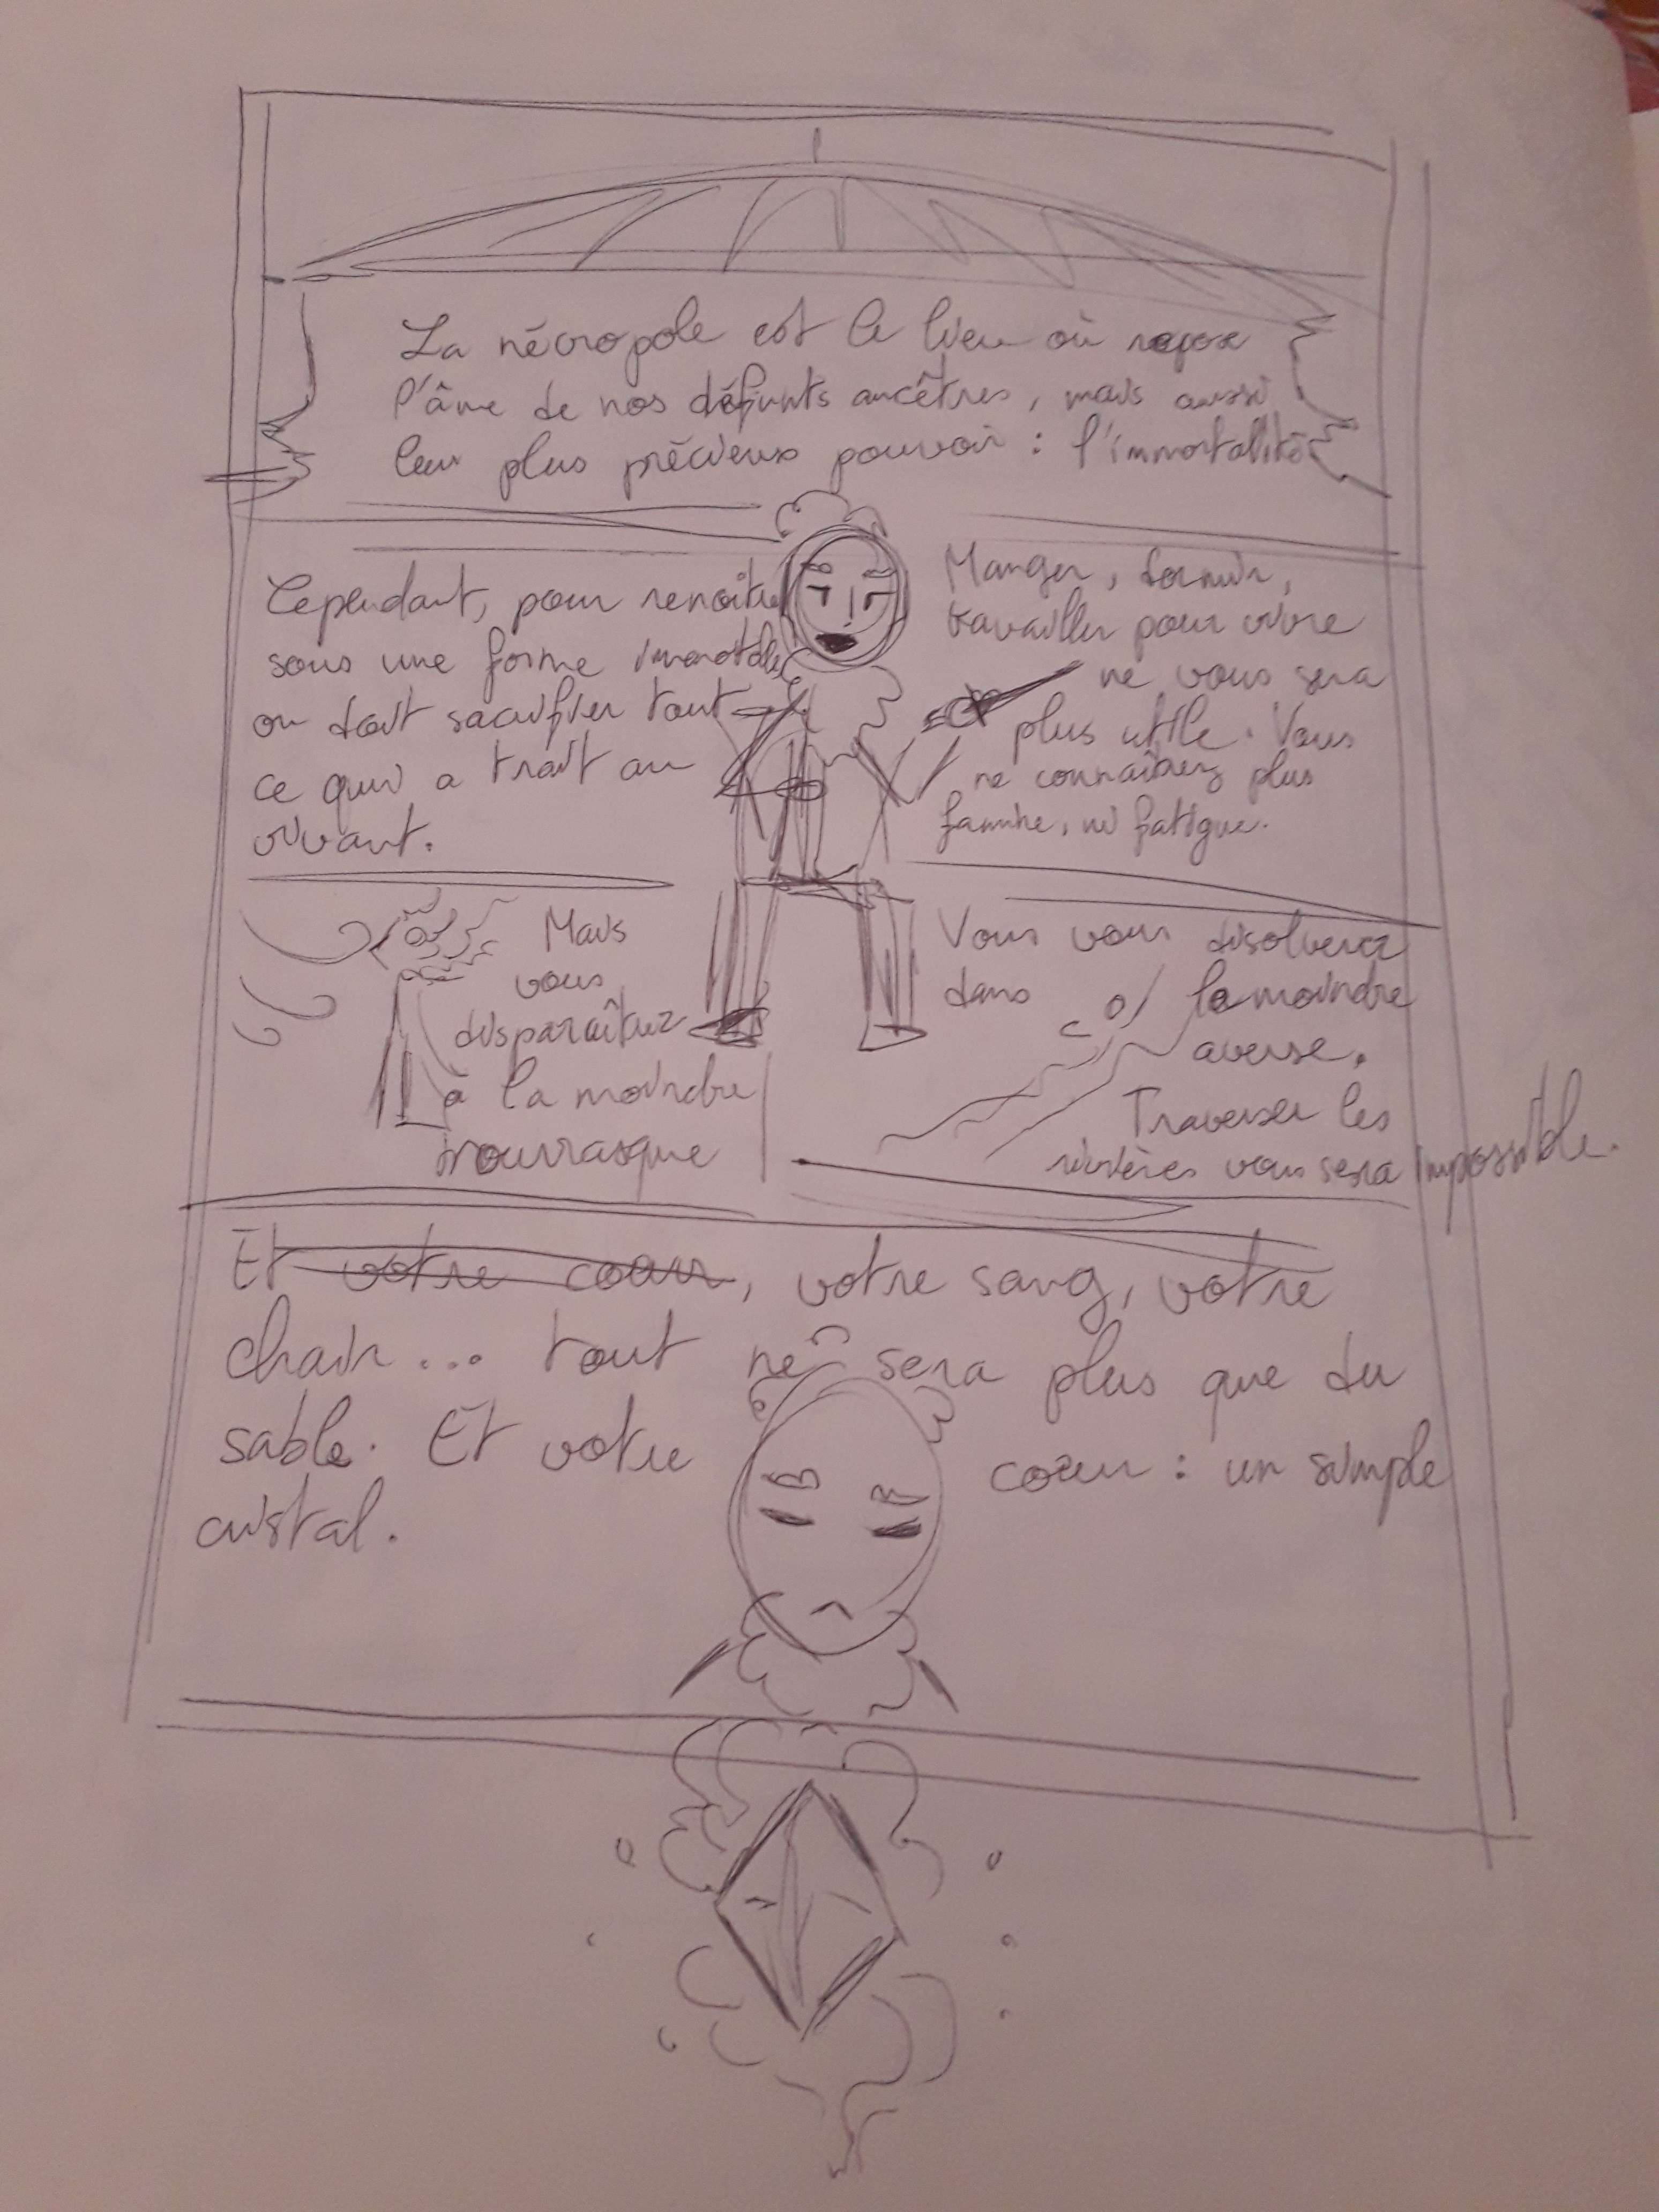 La nécropole est le lieu où repose
l'âme de nos défunts ancêtres, mais aussi
leur plus précieux pouvoir : l'immortalité
Cependant, pour renaître
sous une forme immortelle
on doit sacrifier tout
ce qui a trait au
vivant.
Manger, dormir,
travailler pour vivre
ne vous sera
plus utile. Vous
ne connaîtrez plus
famine, ni fatigue.
Mais
vous
disparaîtrez
à la moindre
bourrasque
Vous vous disolverez
dans la moindre
averse.
Traverser les
rivières vous sera impossible.
Et votre coeur, votre sang, votre
chair... tout ne sera plus que du
sable. Et votre coeur : un simple
cristal.